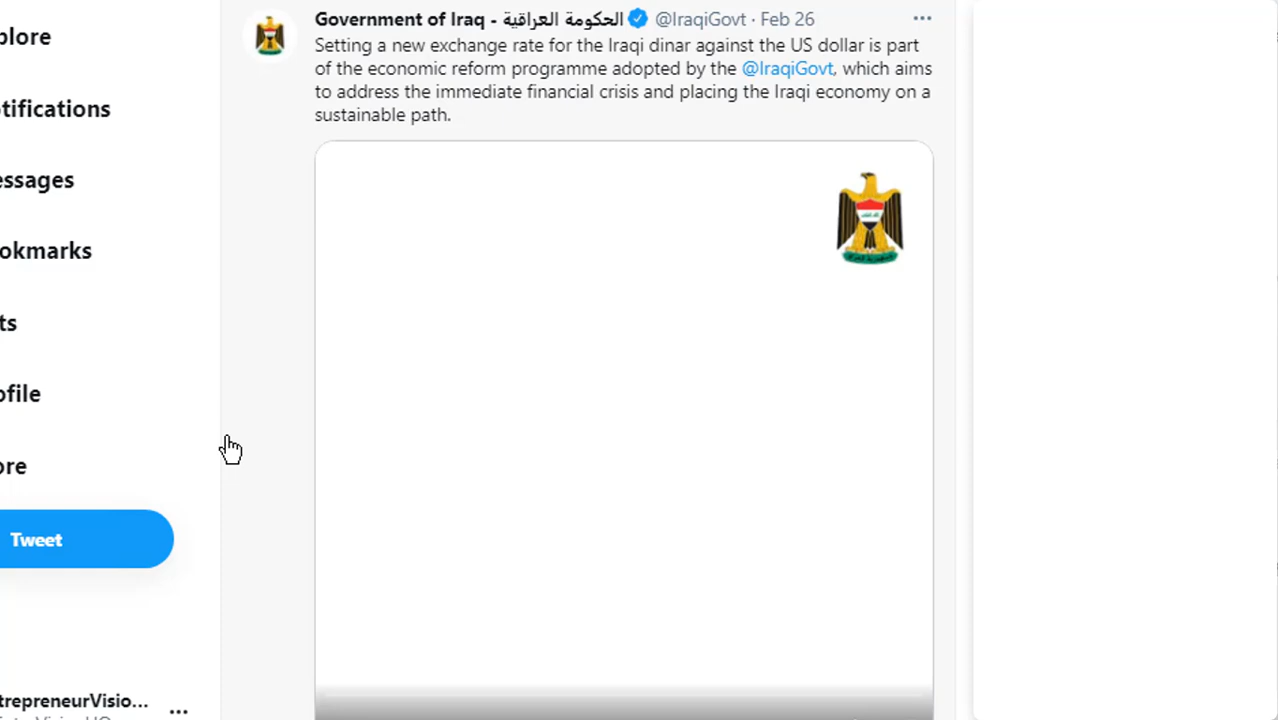 plore
otifications
essages
okmarks
ts
ofile
ore
Tweet
trepreneurVisio...
Government of Iraq - الحكومة العراقية @IraqiGovt · Feb 26
Setting a new exchange rate for the Iraqi dinar against the US dollar is part
of the economic reform programme adopted by the @IraqiGovt, which aims
to address the immediate financial crisis and placing the Iraqi economy on a
sustainable path.